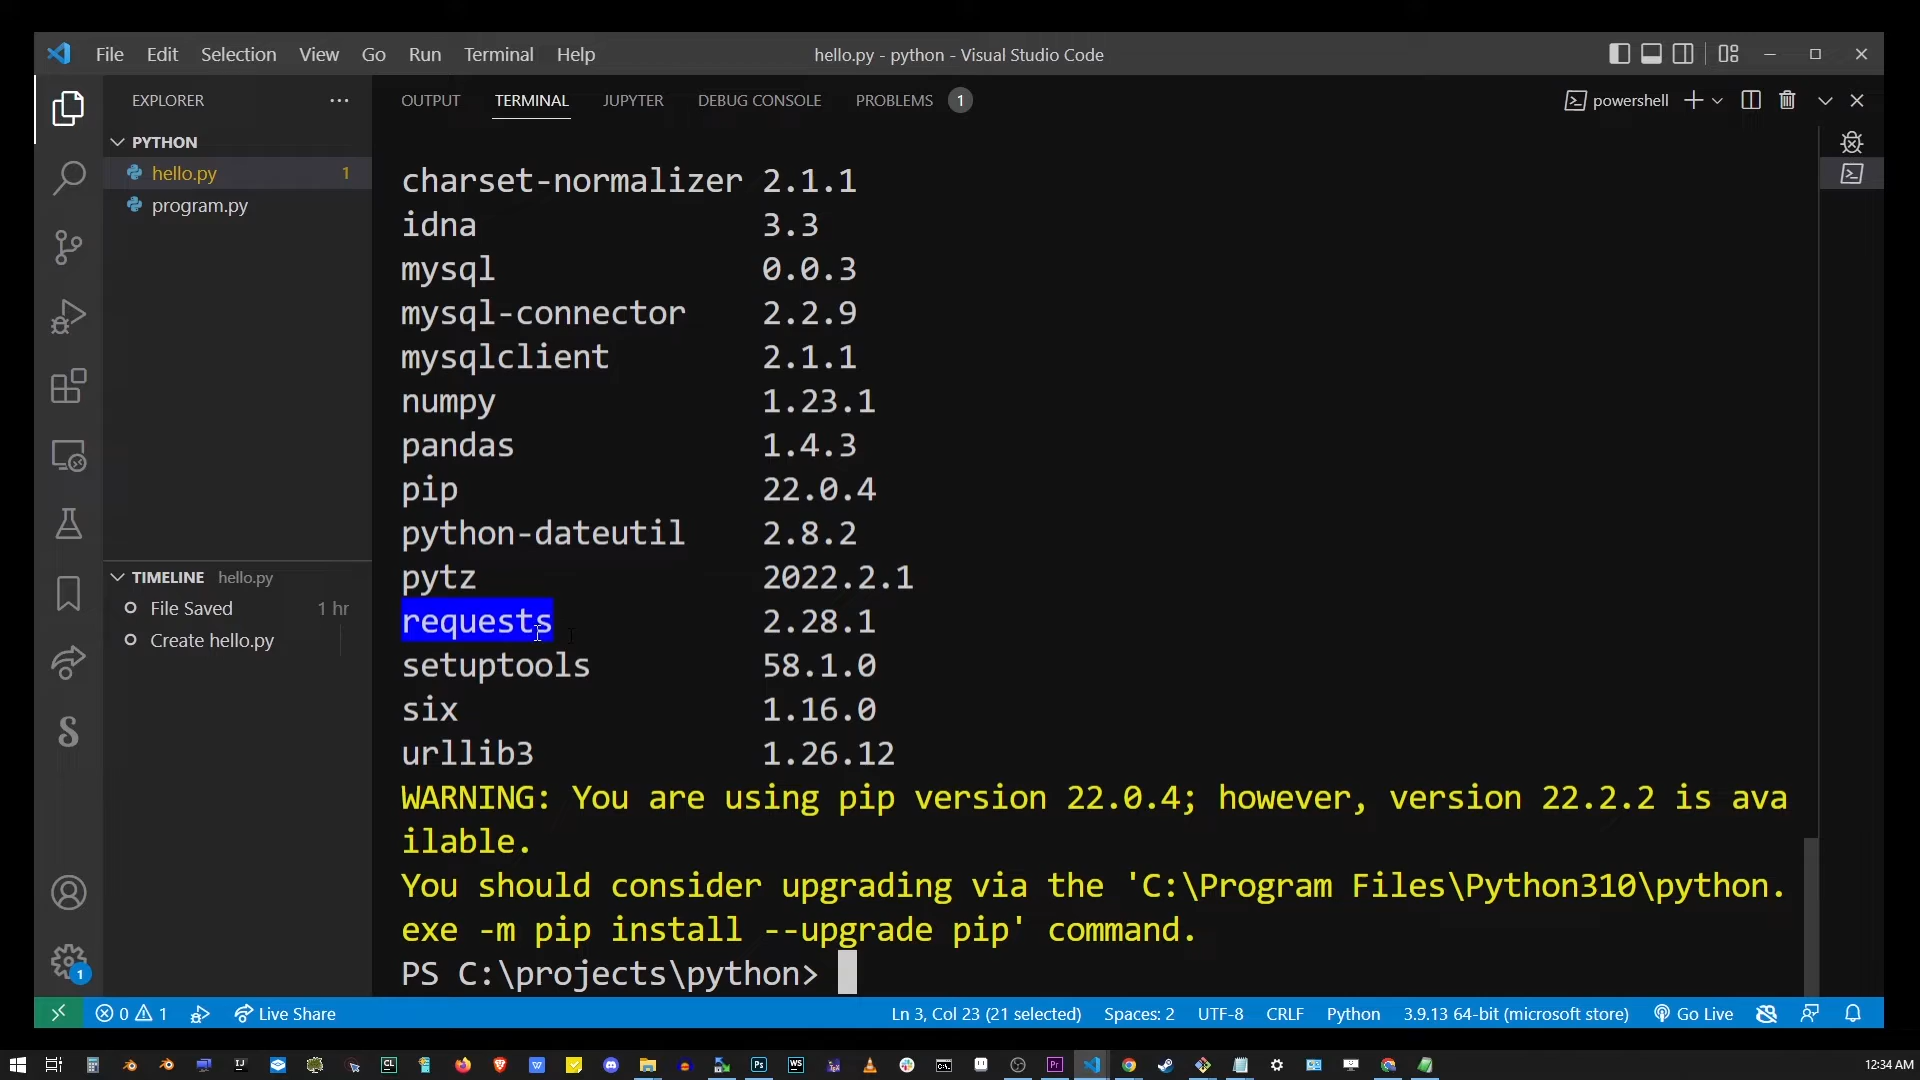 File Edit Selection View Go Run Terminal Help
hello.py - python - Visual Studio Code
EXPLORER
OUTPUT TERMINAL JUPYTER DEBUG CONSOLE PROBLEMS 1
powershell
PYTHON
hello.py 1
program.py
charset-normalizer 2.1.1
idna 3.3
mysql 0.0.3
mysql-connector 2.2.9
mysqlclient 2.1.1
numpy 1.23.1
pandas 1.4.3
pip 22.0.4
python-dateutil 2.8.2
pytz 2022.2.1
requests 2.28.1
setuptools 58.1.0
six 1.16.0
urllib3 1.26.12
WARNING: You are using pip version 22.0.4; however, version 22.2.2 is ava
ilable.
You should consider upgrading via the 'C:\Program Files\Python310\python.
exe -m pip install --upgrade pip' command.
PS C:\projects\python>
TIMELINE hello.py
File Saved 1 hr
Create hello.py
1
0 1 Live Share
Ln 3, Col 23 (21 selected) Spaces: 2 UTF-8 CRLF Python 3.9.13 64-bit (microsoft store) Go Live
12:34 AM